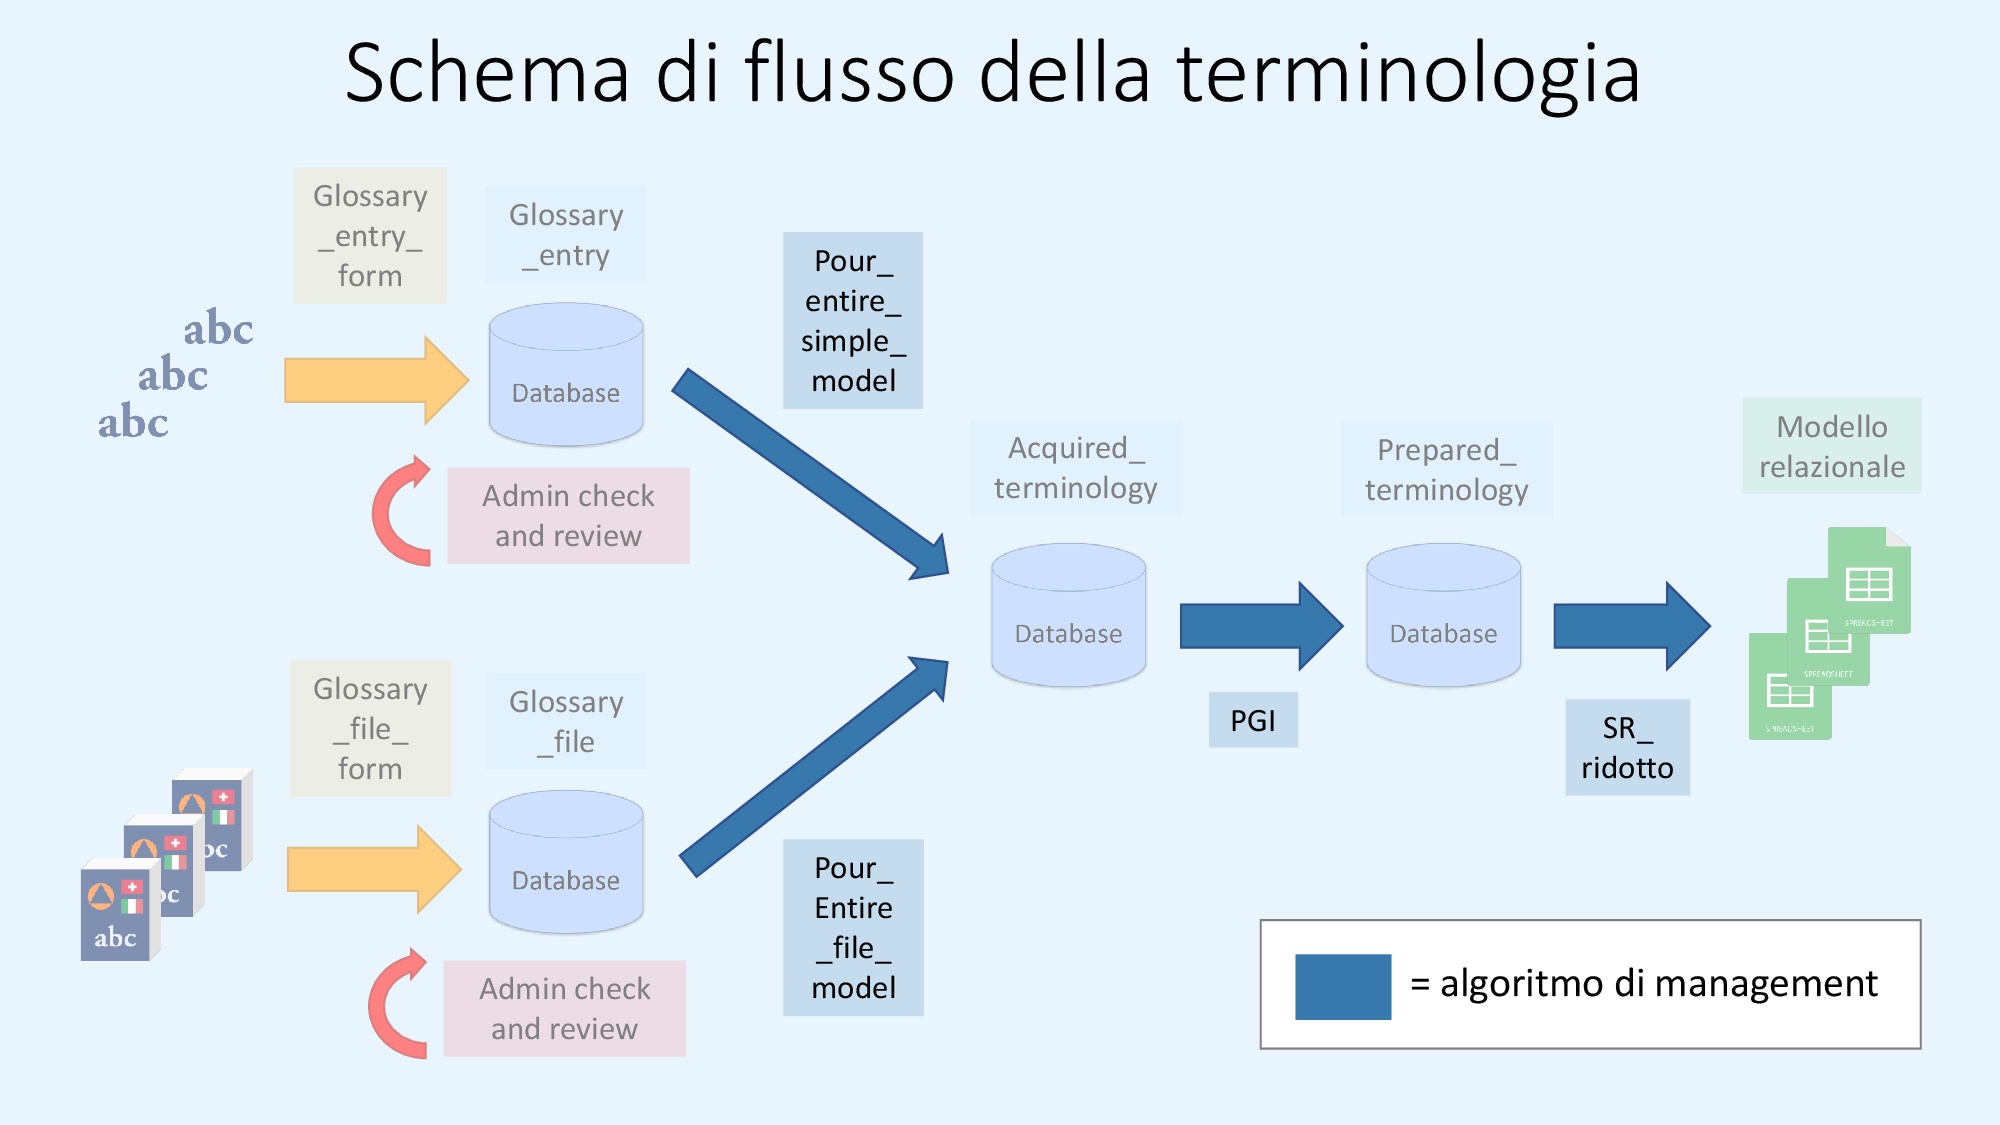 Schema di flusso della terminologia
Glossary
_entry_
form
Glossary
_entry
Pour_
entire_
simple_
model
abc
abc
abc
Database
Admin check
and review
Acquired_
terminology
Prepared_
terminology
Modello
relazionale
Database
Database
SPREADSHEET
SPREADSHEET
SPREADSHEET
PGI
SR_
ridotto
Glossary
_file_
form
Glossary
_file
Database
abc
Pour_
Entire
_file_
model
Admin check
and review
= algoritmo di management